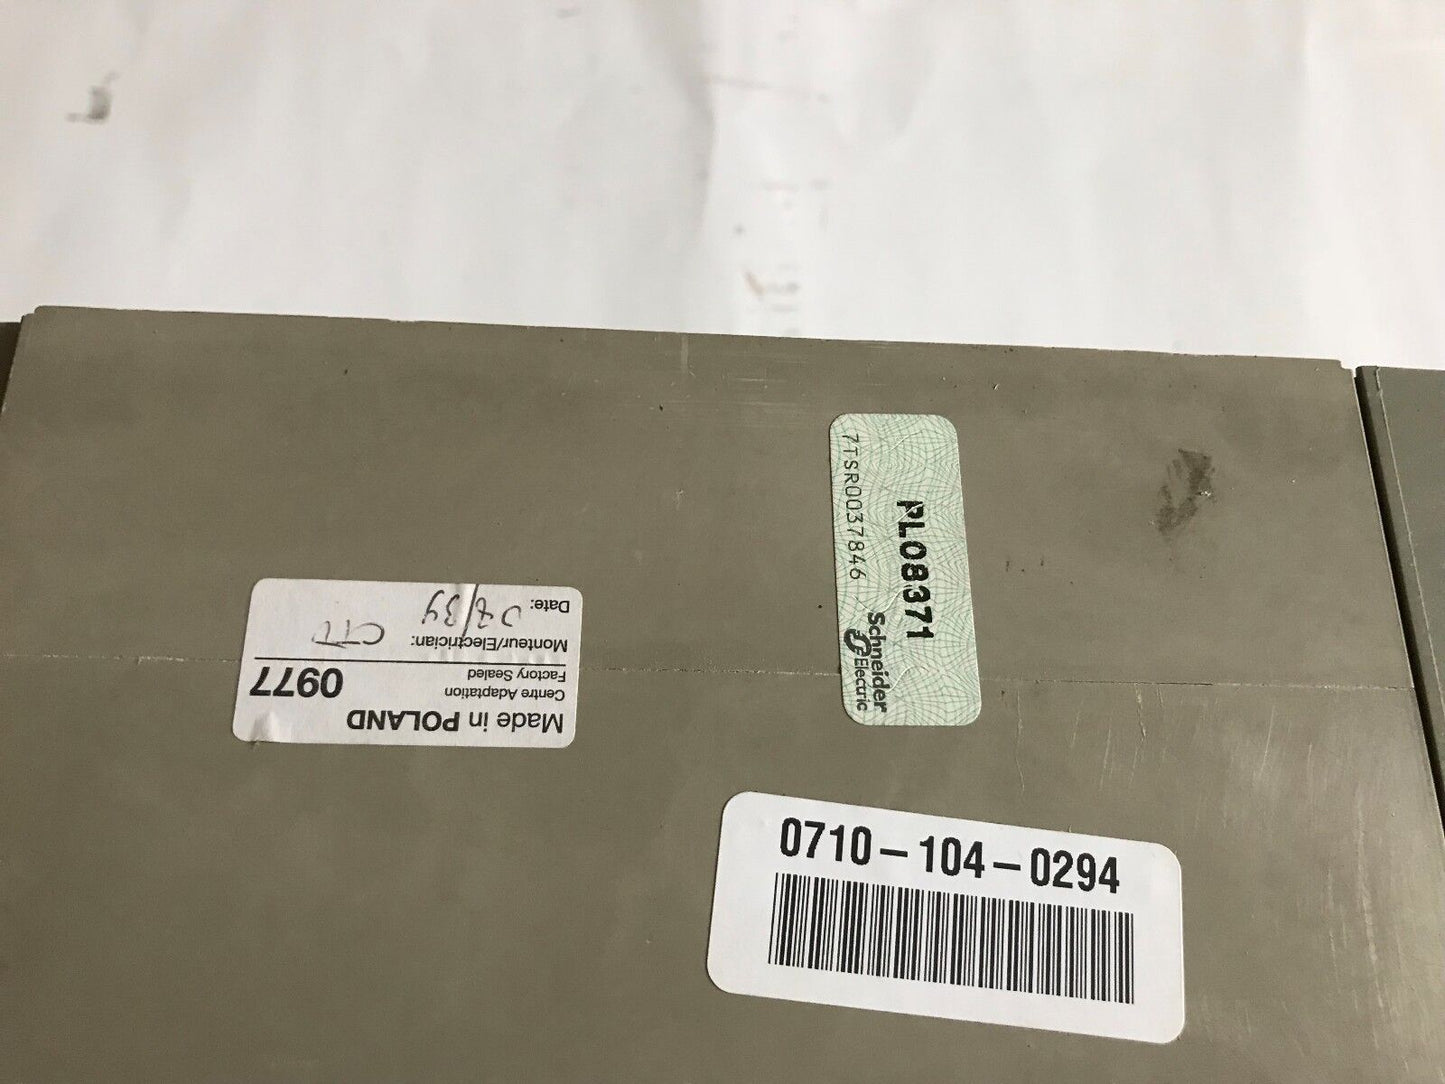 7TSR0037846
PL08371
Schneider
Electric
Made in POLAND
Centre Adaptation
Factory Sealed
0977
Monteur/Electrician:
Date:
0710-104-0294